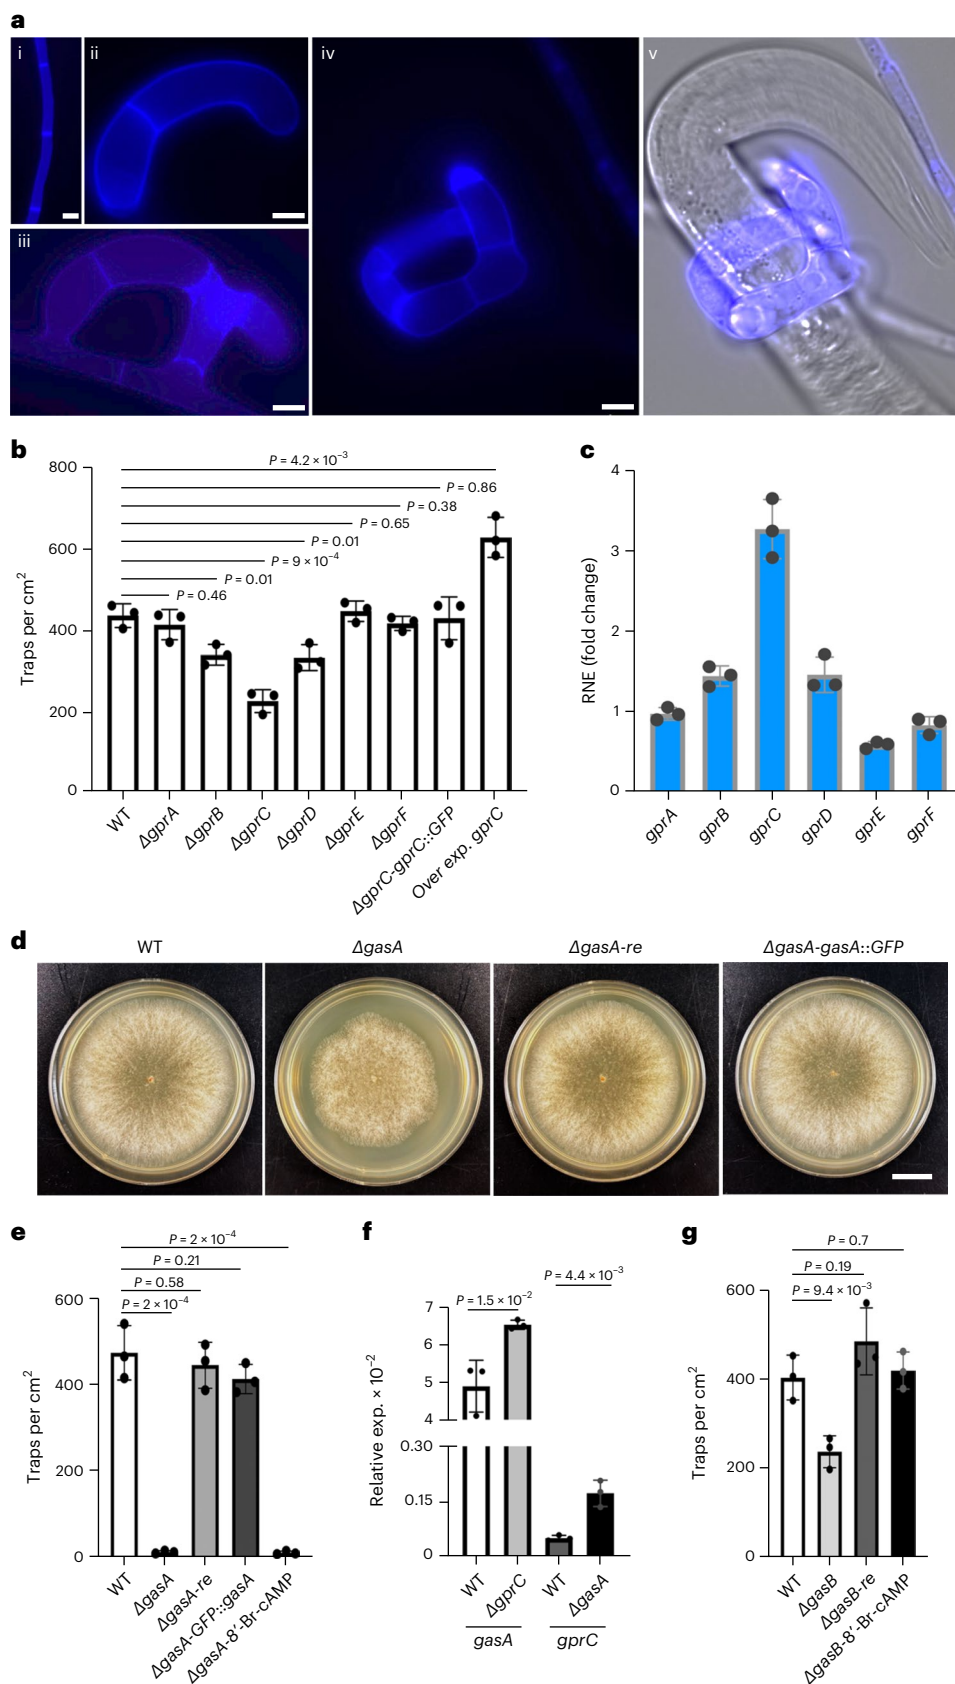 a
i
ii
iv
v
iii
b
800
600
400
200
0
Traps per cm2
P = 4.2 × 10−3
P = 0.86
P = 0.38
P = 0.65
P = 0.01
P = 9 × 10−4
P = 0.01
P = 0.46
WT
ΔgprA
ΔgprB
ΔgprC
ΔgprD
ΔgprE
ΔgprF
ΔgprC-gprC::GFP
Over exp. gprC
c
4
3
2
1
0
RNE (fold change)
gprA
gprB
gprC
gprD
gprE
gprF
d
WT
ΔgasA
ΔgasA-re
ΔgasA-gasA::GFP
e
P = 2 × 10−4
P = 0.21
P = 0.58
P = 2 × 10−4
600
400
200
0
Traps per cm2
WT
ΔgasA
ΔgasA-re
ΔgasA-GFP::gasA
ΔgasA-8′-Br-cAMP
f
P = 4.4 × 10−3
P = 1.5 × 10−2
7
6
5
4
0.30
0.15
0
Relative exp. × 10−2
WT
ΔgprC
WT
ΔgasA
gasA
gprC
g
P = 0.7
P = 0.19
P = 9.4 × 10−3
600
400
200
0
Traps per cm2
WT
ΔgasB
ΔgasB-re
ΔgasB-8′-Br-cAMP